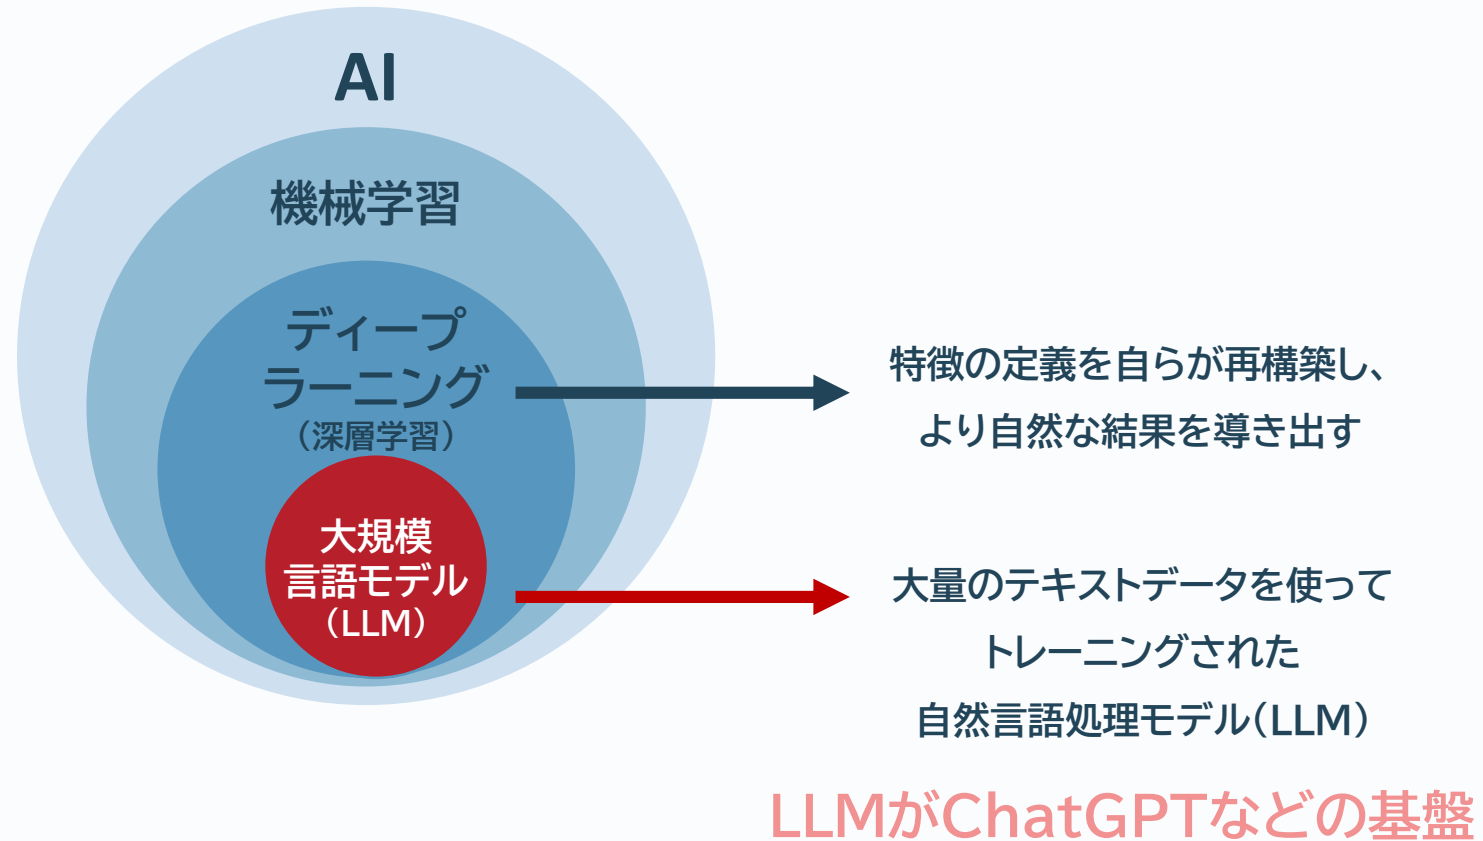 AI
機械学習
ディープ
ラーニング
(深層学習)
大規模
言語モデル
(LLM)
特徴の定義を自らが再構築し、
より自然な結果を導き出す
大量のテキストデータを使って
トレーニングされた
自然言語処理モデル(LLM)
LLMがChatGPTなどの基盤